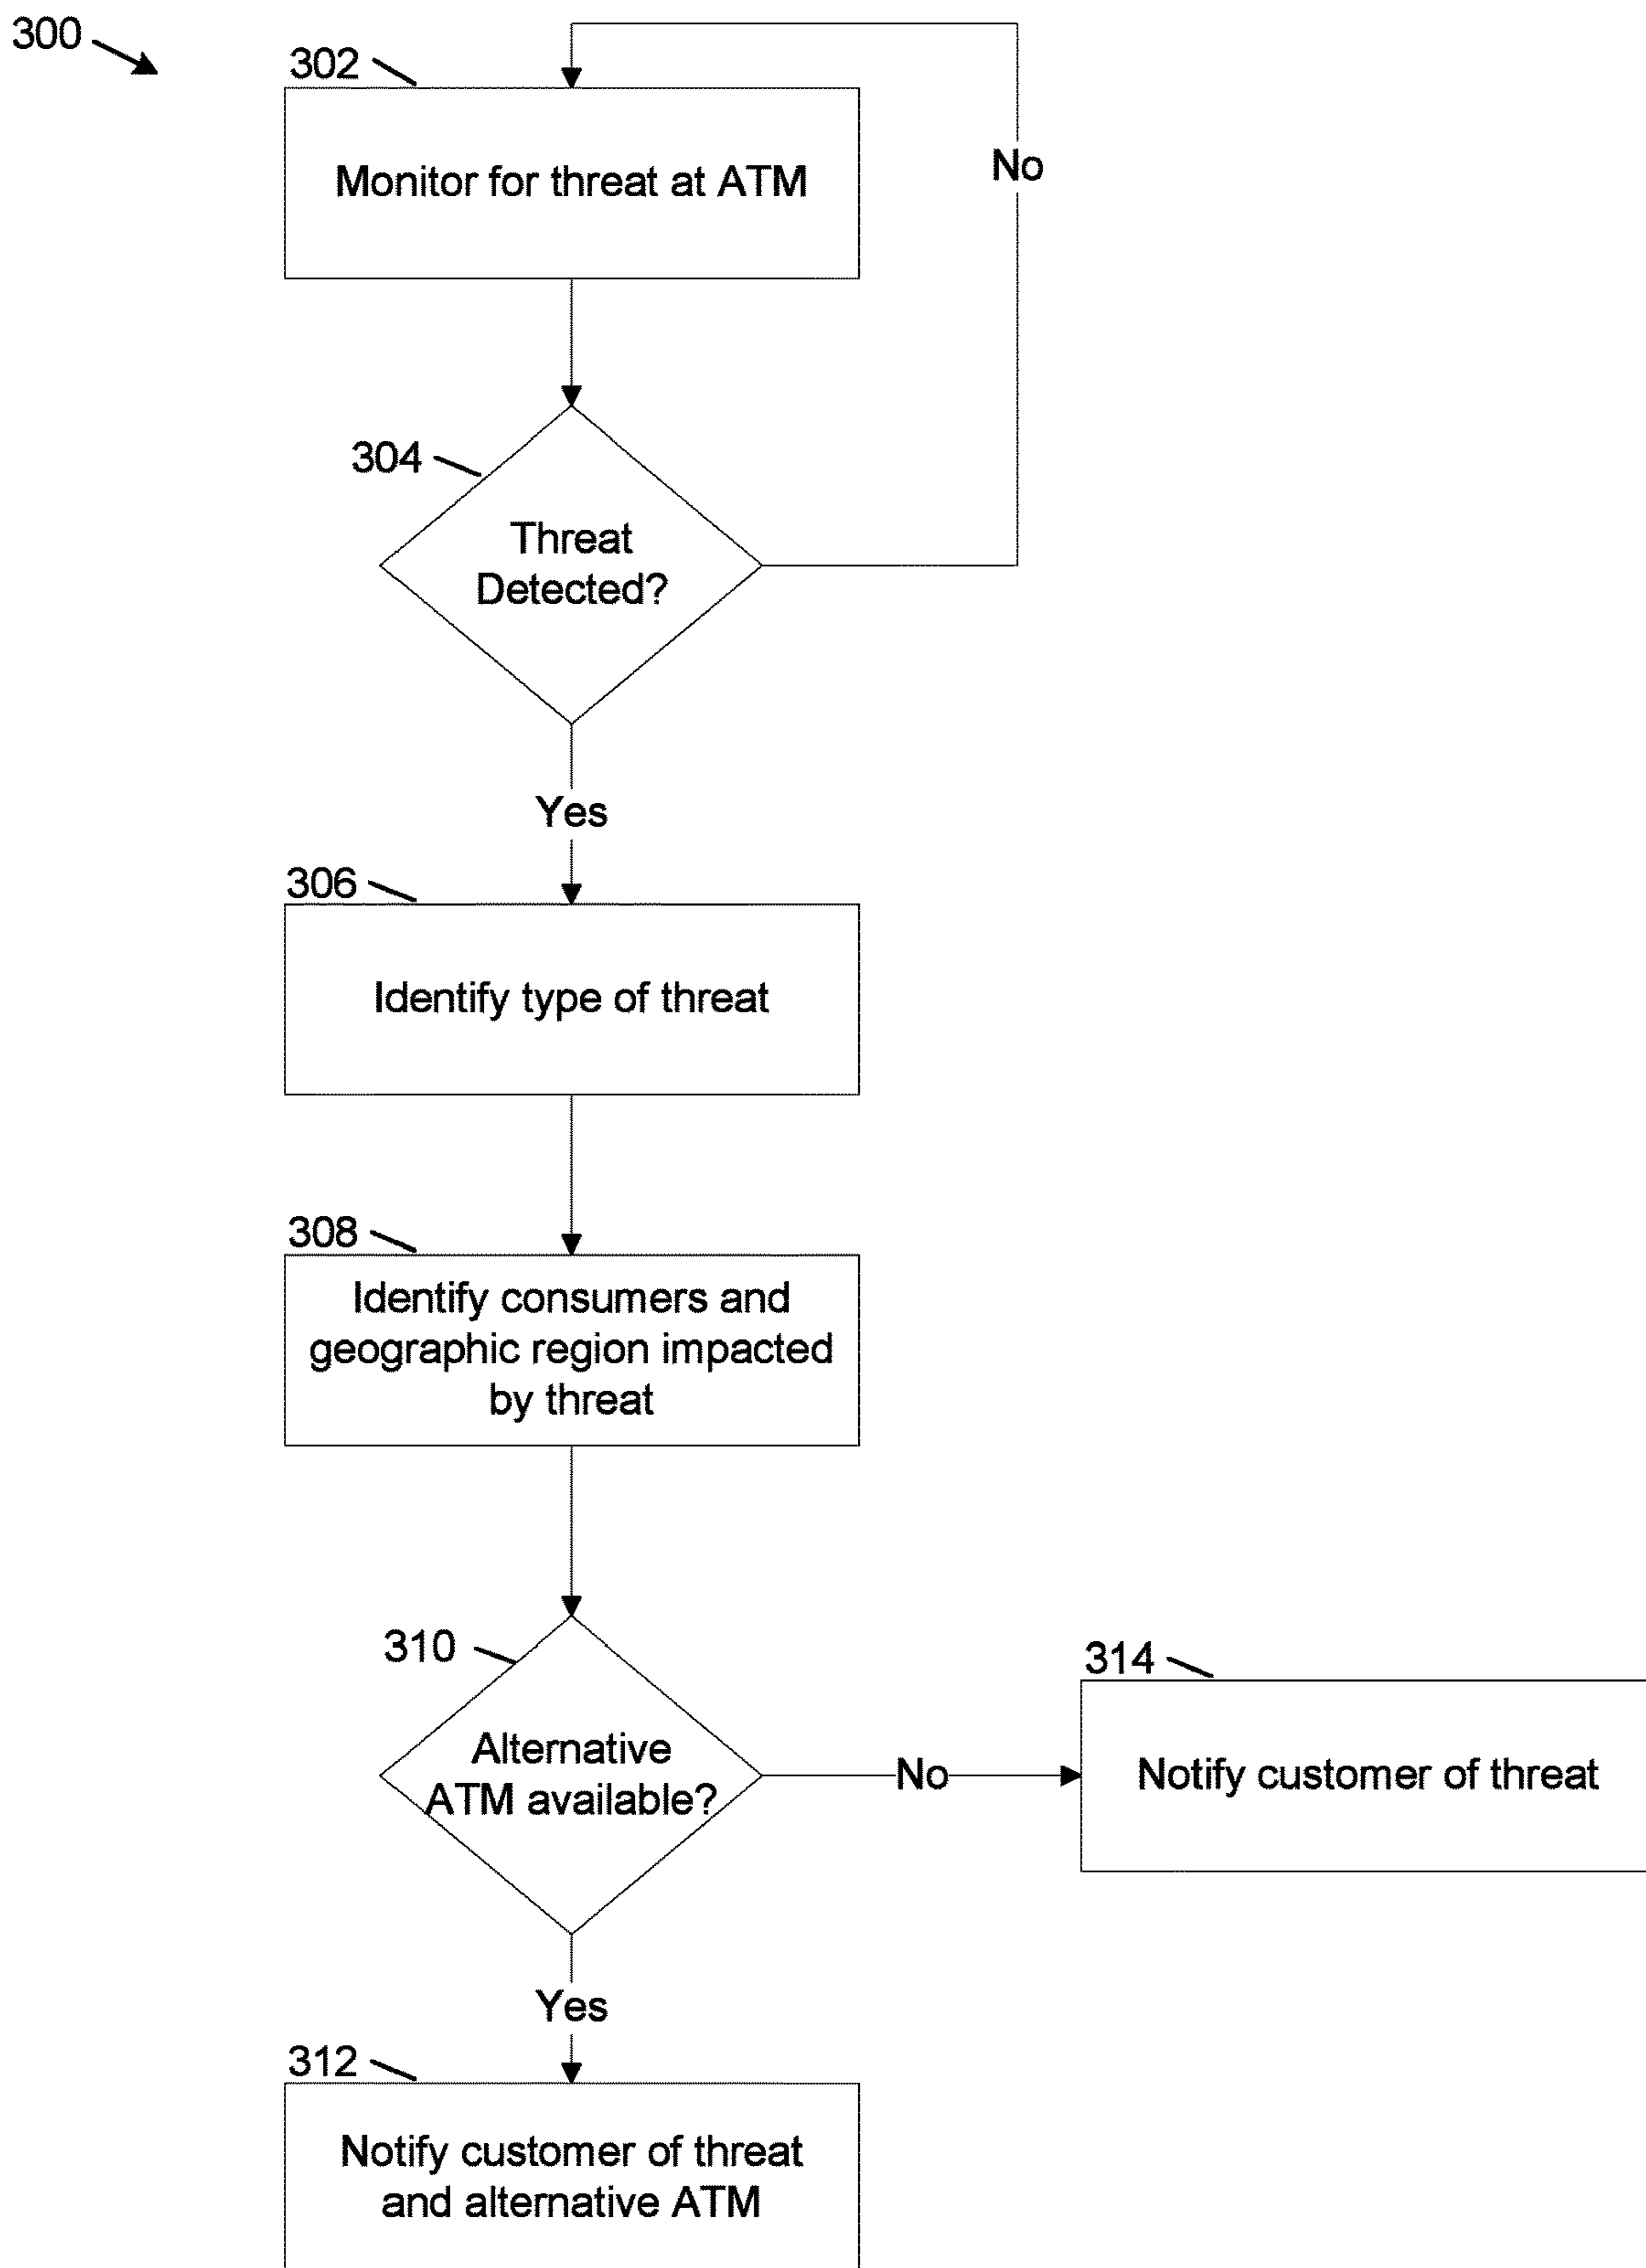 300
302
Monitor for threat at ATM
No
304
Threat
Detected?
Yes
306
Identify type of threat
308
Identify consumers and
geographic region impacted
by threat
310
Alternative
ATM available?
No
314
Notify customer of threat
Yes
312
Notify customer of threat
and alternative ATM